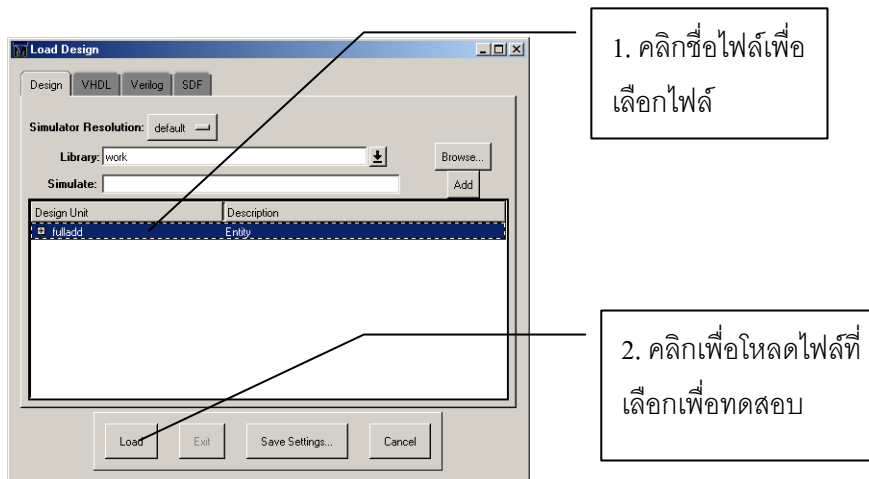 Load Design
Design VHDL Verilog SDF
Simulator Resolution: default
Library: work Browse...
Simulate: Add
Design Unit Description
fulladd Entity
Load Exit Save Settings... Cancel
1. คลิกชื่อไฟล์เพื่อ
เลือกไฟล์
2. คลิกเพื่อโหลดไฟล์ที่
เลือกเพื่อทดสอบ